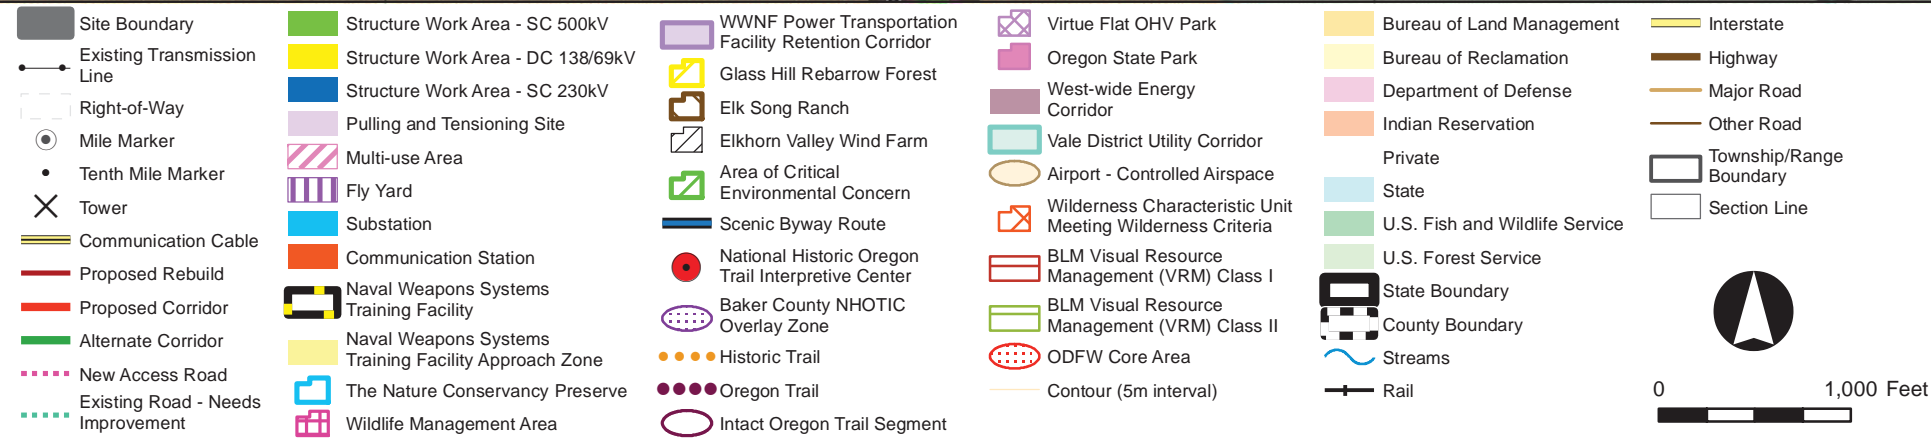 Site Boundary
Existing Transmission
Line
Right-of-Way
Mile Marker
Tenth Mile Marker
Tower
Communication Cable
Proposed Rebuild
Proposed Corridor
Alternate Corridor
New Access Road
Existing Road - Needs
Improvement
Structure Work Area - SC 500kV
Structure Work Area - DC 138/69kV
Structure Work Area - SC 230kV
Pulling and Tensioning Site
Multi-use Area
Fly Yard
Substation
Communication Station
Naval Weapons Systems
Training Facility
Naval Weapons Systems
Training Facility Approach Zone
The Nature Conservancy Preserve
Wildlife Management Area
WWNF Power Transportation
Facility Retention Corridor
Glass Hill Rebarrow Forest
Elk Song Ranch
Elkhorn Valley Wind Farm
Area of Critical
Environmental Concern
Scenic Byway Route
National Historic Oregon
Trail Interpretive Center
Baker County NHOTIC
Overlay Zone
Historic Trail
Oregon Trail
Intact Oregon Trail Segment
Virtue Flat OHV Park
Oregon State Park
West-wide Energy
Corridor
Vale District Utility Corridor
Airport - Controlled Airspace
Wilderness Characteristic Unit
Meeting Wilderness Criteria
BLM Visual Resource
Management (VRM) Class I
BLM Visual Resource
Management (VRM) Class II
ODFW Core Area
Contour (5m interval)
Bureau of Land Management
Bureau of Reclamation
Department of Defense
Indian Reservation
Private
State
U.S. Fish and Wildlife Service
U.S. Forest Service
State Boundary
County Boundary
Streams
Rail
Interstate
Highway
Major Road
Other Road
Township/Range
Boundary
Section Line
0 1,000 Feet